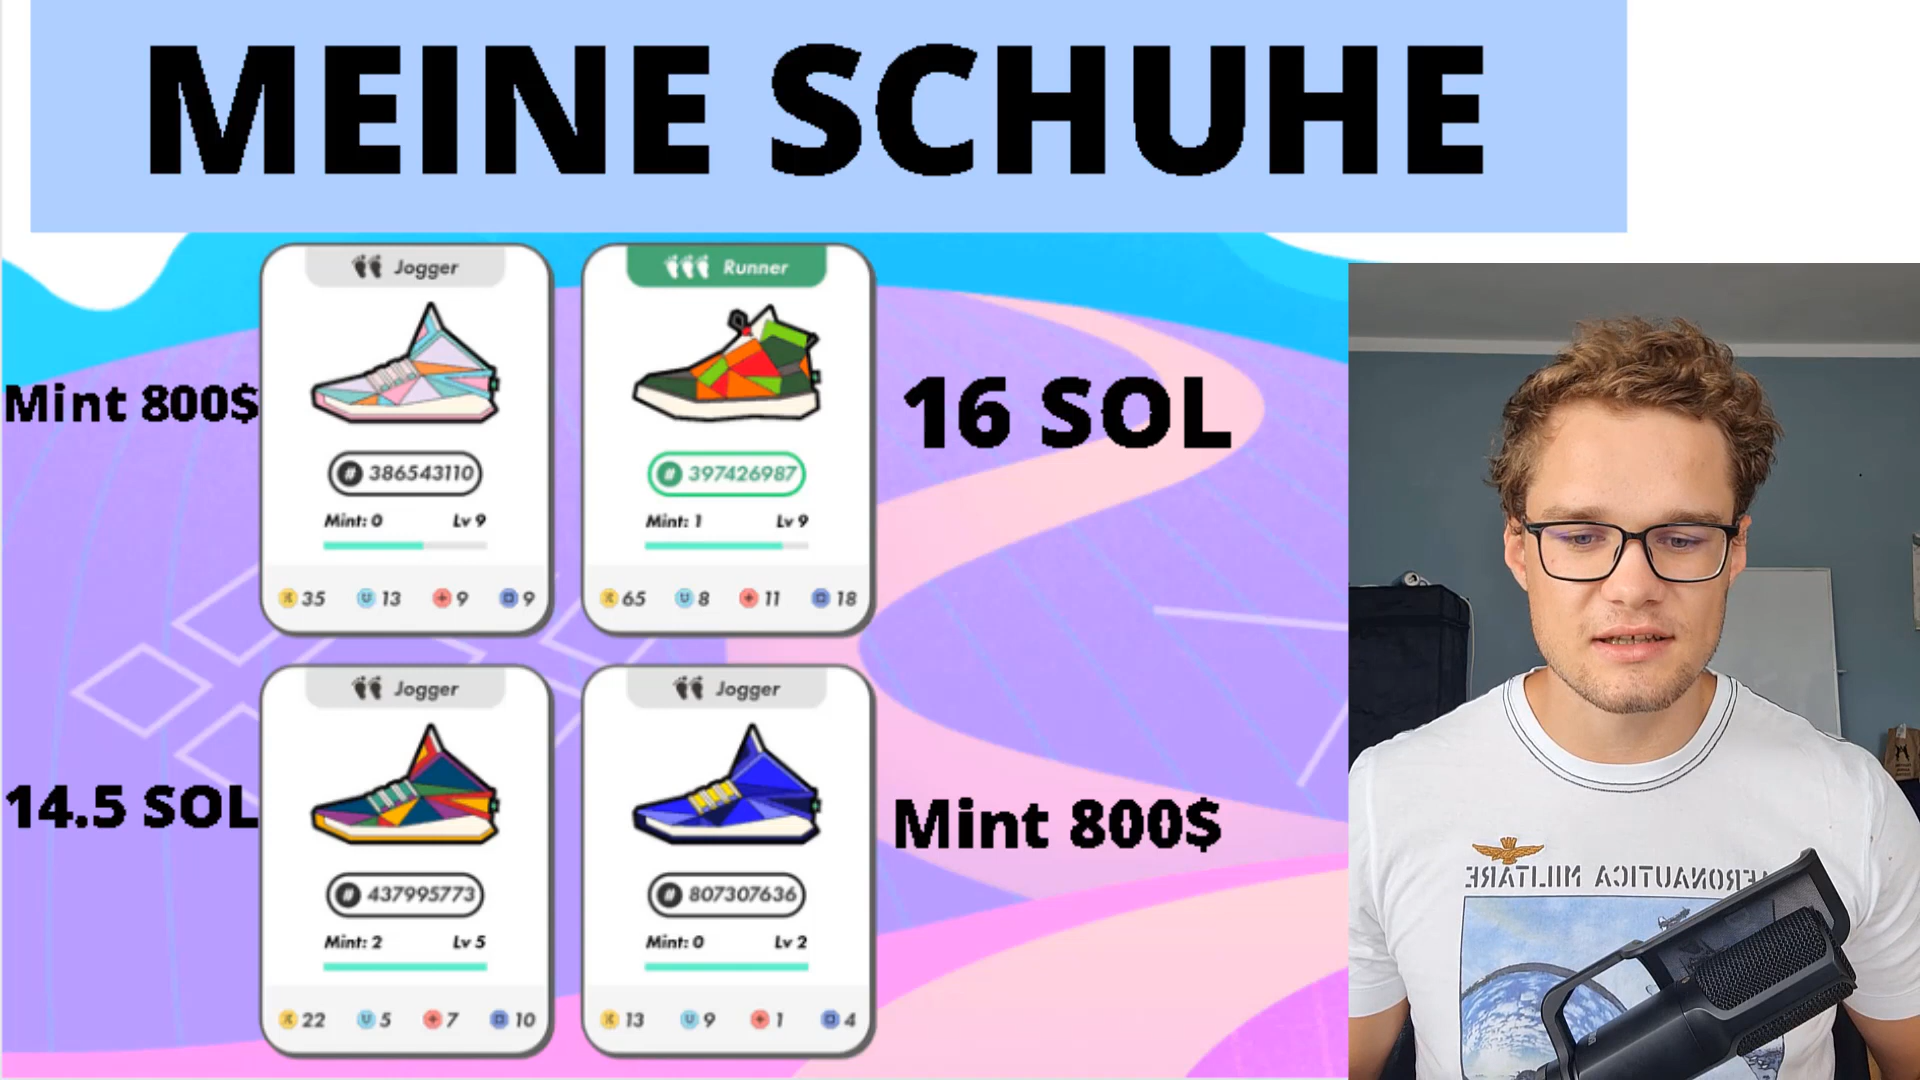 MEINE SCHUHE
Jogger
Runner
Mint 800$
16 SOL
# 386543110
# 397426987
Mint: 0 Lv 9
Mint: 1 Lv 9
35 13 9 9
65 8 11 18
Jogger
Jogger
14.5 SOL
Mint 800$
# 437995773
# 807307636
Mint: 2 Lv 5
Mint: 0 Lv 2
22 5 7 10
13 9 1 4
AERONAUTICA MILITARE